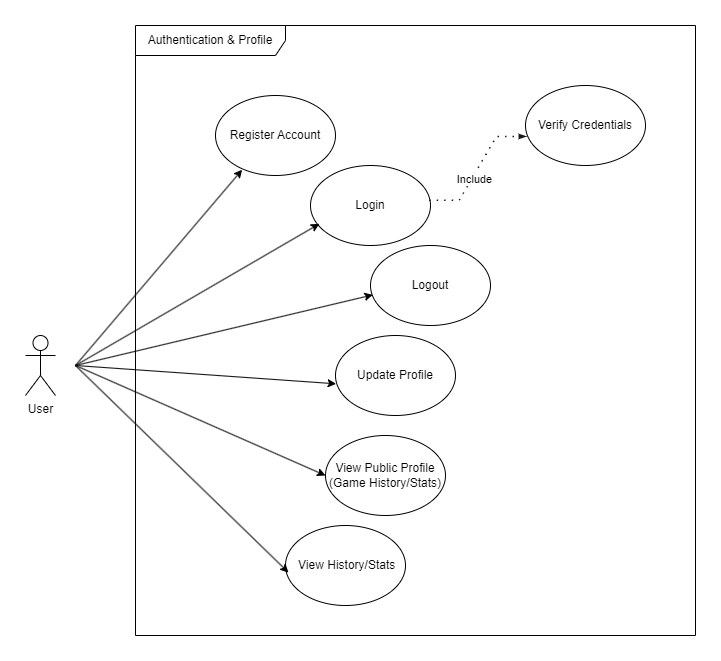 Authentication & Profile
Register Account
Verify Credentials
Include
Login
Logout
Update Profile
User
View Public Profile
(Game History/Stats)
View History/Stats